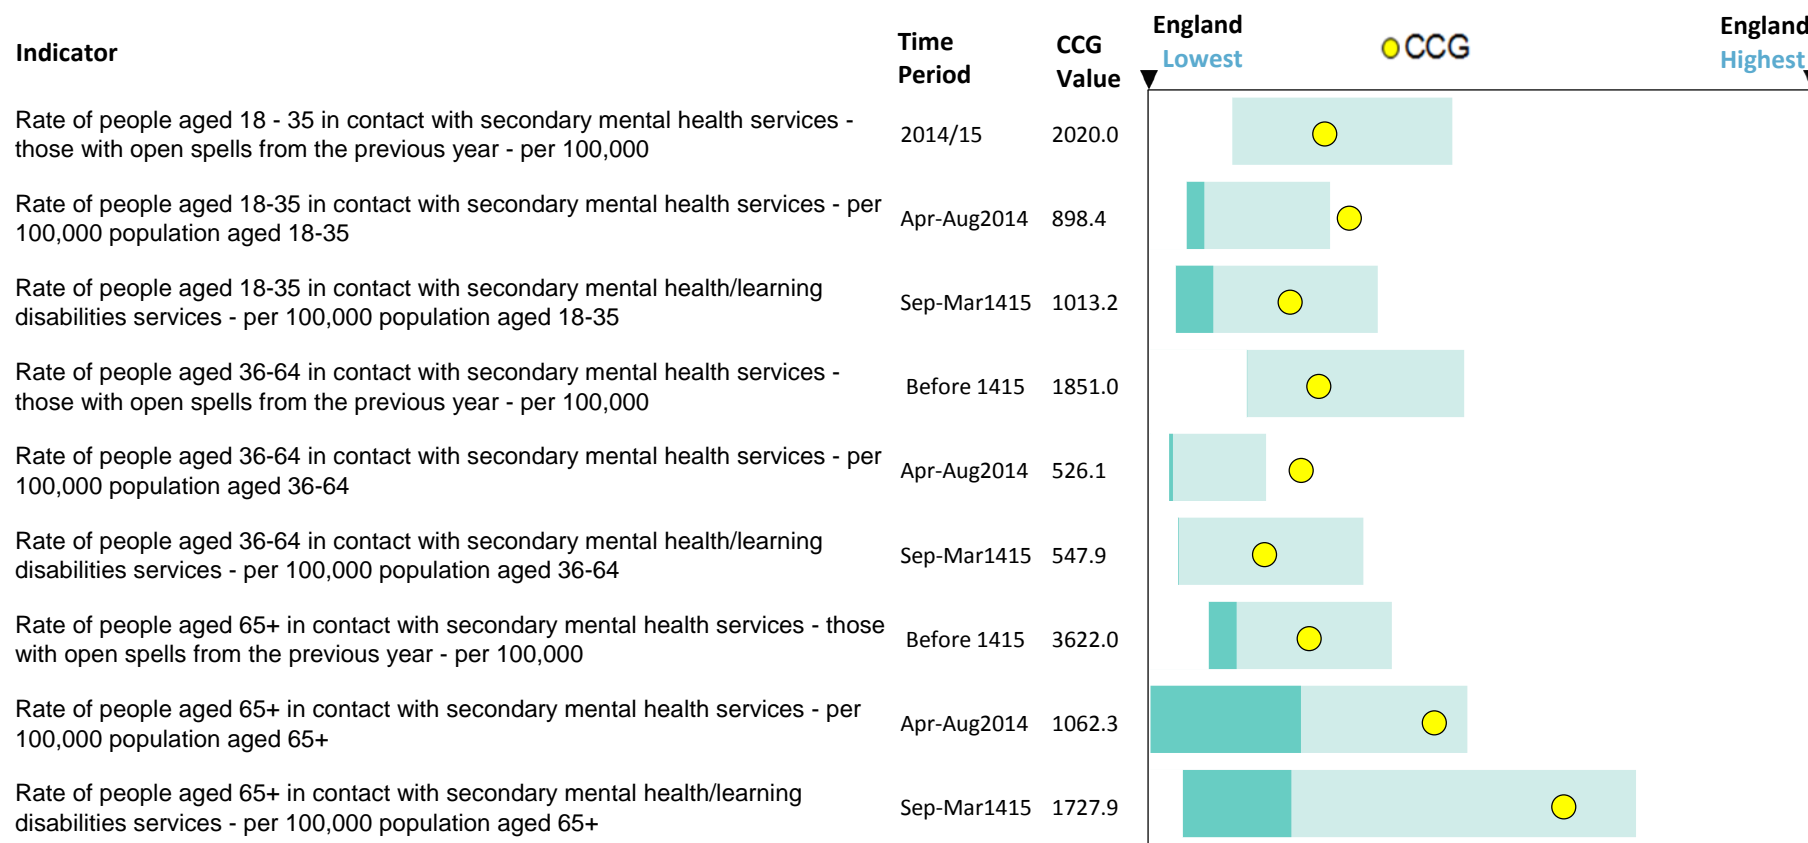 Indicator
Time Period
CCG Value
England Lowest
CCG
England Highest
Rate of people aged 18 - 35 in contact with secondary mental health services -
those with open spells from the previous year - per 100,000
2014/15
2020.0
Rate of people aged 18-35 in contact with secondary mental health services - per
100,000 population aged 18-35
Apr-Aug2014
898.4
Rate of people aged 18-35 in contact with secondary mental health/learning
disabilities services - per 100,000 population aged 18-35
Sep-Mar1415
1013.2
Rate of people aged 36-64 in contact with secondary mental health services -
those with open spells from the previous year - per 100,000
Before 1415
1851.0
Rate of people aged 36-64 in contact with secondary mental health services - per
100,000 population aged 36-64
Apr-Aug2014
526.1
Rate of people aged 36-64 in contact with secondary mental health/learning
disabilities services - per 100,000 population aged 36-64
Sep-Mar1415
547.9
Rate of people aged 65+ in contact with secondary mental health services - those
with open spells from the previous year - per 100,000
Before 1415
3622.0
Rate of people aged 65+ in contact with secondary mental health services - per
100,000 population aged 65+
Apr-Aug2014
1062.3
Rate of people aged 65+ in contact with secondary mental health/learning
disabilities services - per 100,000 population aged 65+
Sep-Mar1415
1727.9